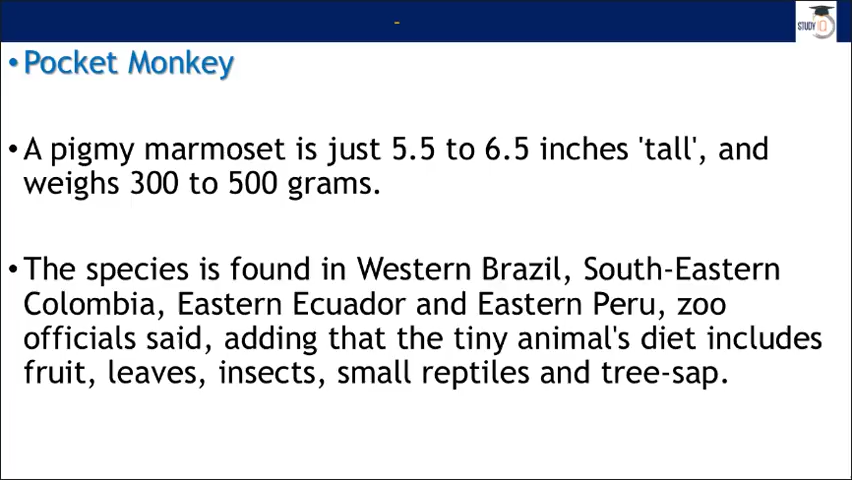 -
STUDY IQ
•Pocket Monkey
•A pigmy marmoset is just 5.5 to 6.5 inches 'tall', and
weighs 300 to 500 grams.
•The species is found in Western Brazil, South-Eastern
Colombia, Eastern Ecuador and Eastern Peru, zoo
officials said, adding that the tiny animal's diet includes
fruit, leaves, insects, small reptiles and tree-sap.